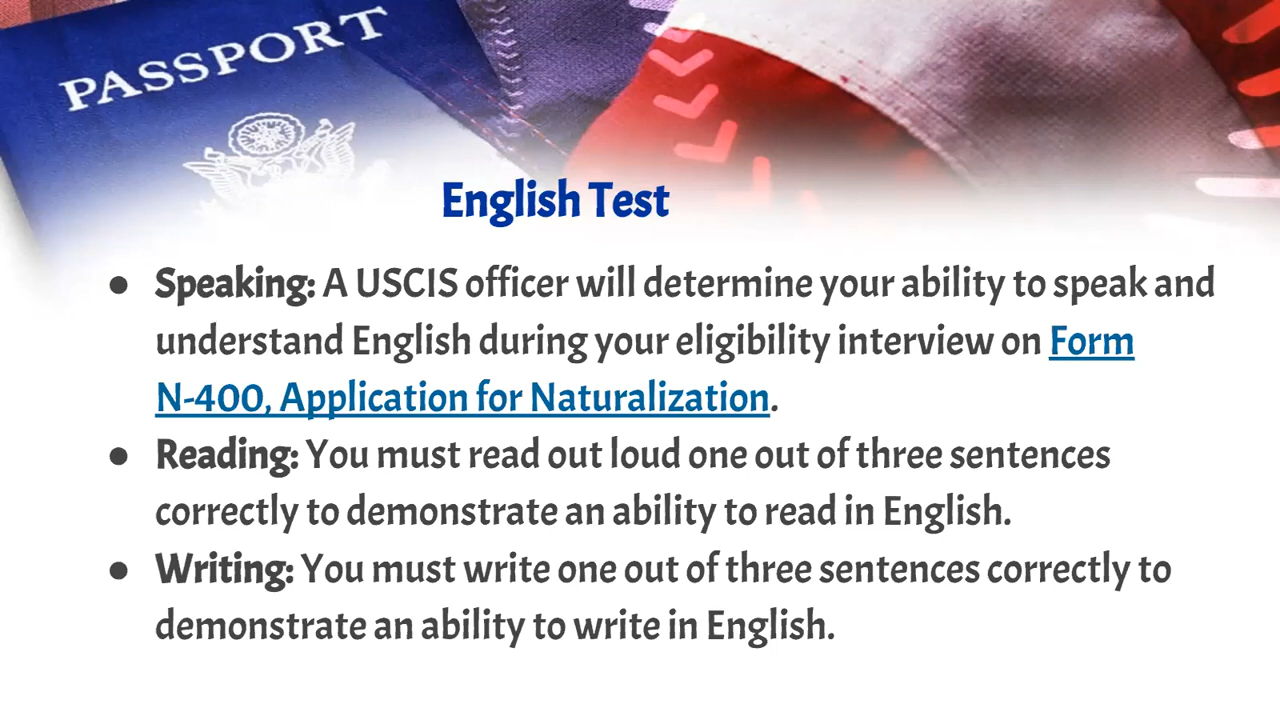 PASSPORT
English Test
● Speaking: A USCIS officer will determine your ability to speak and
understand English during your eligibility interview on Form
N-400, Application for Naturalization.
● Reading: You must read out loud one out of three sentences
correctly to demonstrate an ability to read in English.
● Writing: You must write one out of three sentences correctly to
demonstrate an ability to write in English.